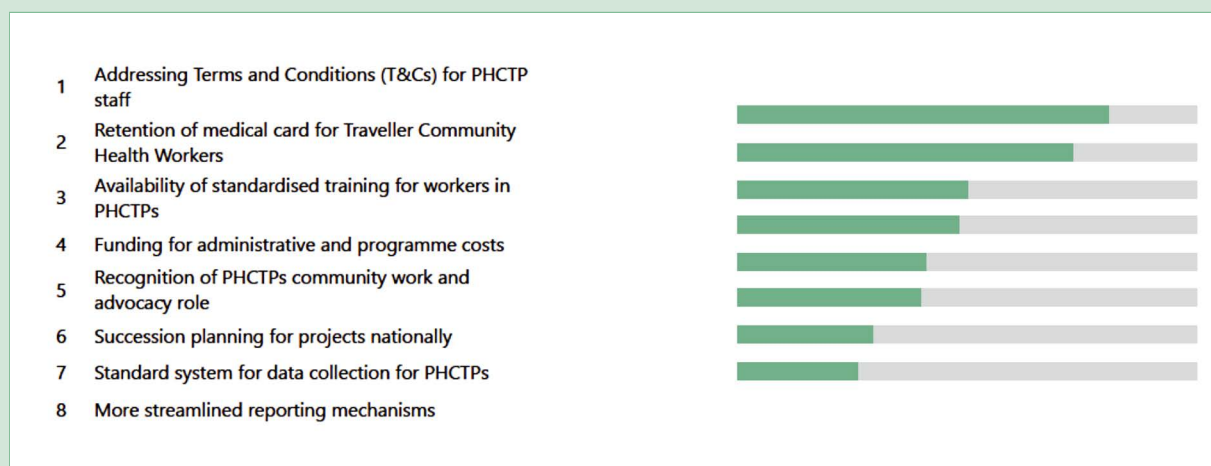 1 Addressing Terms and Conditions (T&Cs) for PHCTP
staff
2 Retention of medical card for Traveller Community
Health Workers
3 Availability of standardised training for workers in
PHCTPs
4 Funding for administrative and programme costs
5 Recognition of PHCTPs community work and
advocacy role
6 Succession planning for projects nationally
7 Standard system for data collection for PHCTPs
8 More streamlined reporting mechanisms